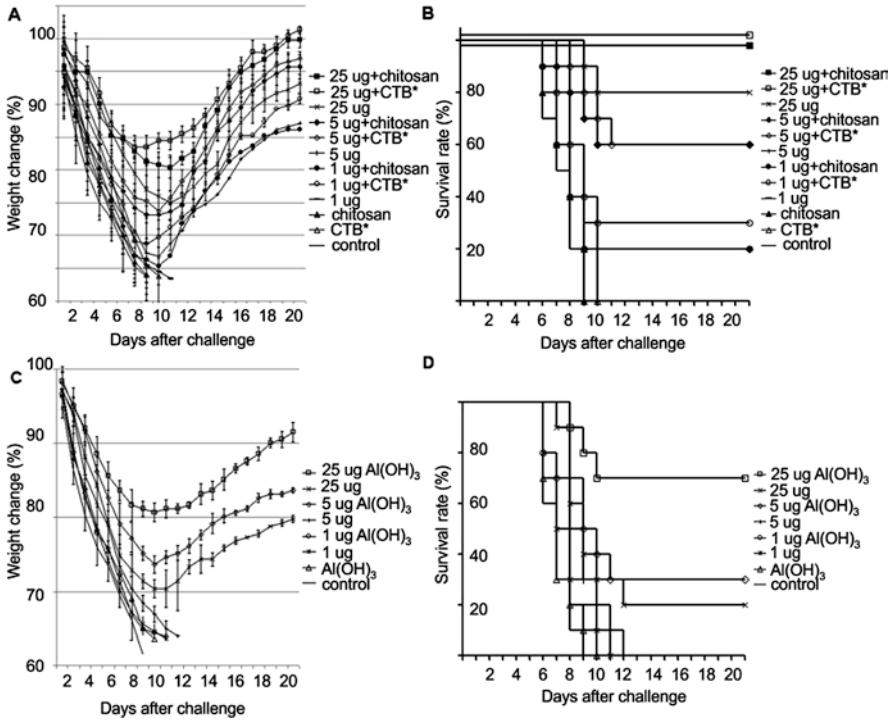 A
Weight change (%)
100
90
80
70
60
2 4 6 8 10 12 14 16 18 20
Days after challenge
25 ug+chitosan
25 ug+CTB*
25 ug
5 ug+chitosan
5 ug+CTB*
5 ug
1 ug+chitosan
1 ug+CTB*
1 ug
chitosan
CTB*
control
B
Survival rate (%)
80
60
40
20
2 4 6 8 10 12 14 16 18 20
Days after challenge
25 ug+chitosan
25 ug+CTB*
25 ug
5 ug+chitosan
5 ug+CTB*
5 ug
1 ug+chitosan
1 ug+CTB*
1 ug
chitosan
CTB*
control
C
Weight change (%)
100
90
80
70
60
2 4 6 8 10 12 14 16 18 20
Days after challenge
25 ug Al(OH)3
25 ug
5 ug Al(OH)3
5 ug
1 ug Al(OH)3
1 ug
Al(OH)3
control
D
Survival rate (%)
80
60
40
20
2 4 6 8 10 12 14 16 18 20
Days after challenge
25 ug Al(OH)3
25 ug
5 ug Al(OH)3
5 ug
1 ug Al(OH)3
1 ug
Al(OH)3
control